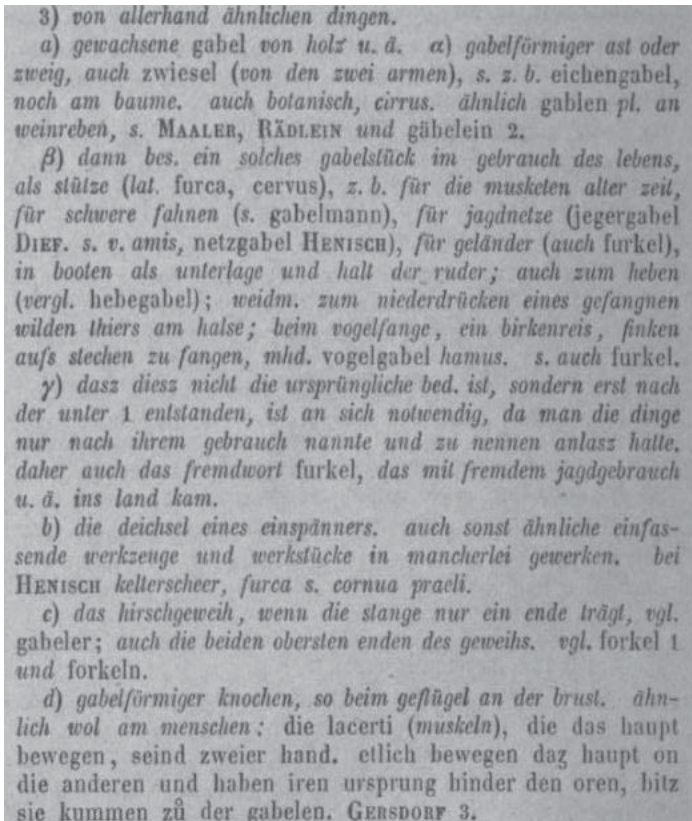 3) von allerhand ähnlichen dingen.
a) gewachsene gabel von holz u. ä. α) gabelförmiger ast oder
zweig, auch zwiesel (von den zwei armen), s. z. b. eichengabel,
noch am baume. auch botanisch, cirrus. ähnlich gablen pl. an
weinreben, s. MAALER, RÄDLEIN und gäbelein 2.
β) dann bes. ein solches gabelstück im gebrauch des lebens,
als stütze (lat. furca, cervus), z. b. für die musketen alter zeit,
für schwere fahnen (s. gabelmann), für jagdnetze (jegergabel
DIEF. s. v. amis, netzgabel HENISCH), für geländer (auch furkel),
in booten als unterlage und halt der ruder; auch zum heben
(vergl. hebegabel); weidm. zum niederdrücken eines gefangnen
wilden thiers am halse; beim vogelfange, ein birkenreis, finken
aufs stechen zu fangen, mhd. vogelgabel hamus. s. auch furkel.
γ) dasz diesz nicht die ursprüngliche bed. ist, sondern erst nach
der unter 1 entstanden, ist an sich notwendig, da man die dinge
nur nach ihrem gebrauch nannte und zu nennen anlasz hatte.
daher auch das fremdwort furkel, das mit fremdem jagdgebrauch
u. ä. ins land kam.
b) die deichsel eines einspänners. auch sonst ähnliche einfas-
sende werkzeuge und werkstücke in mancherlei gewerken. bei
HENISCH kelterscheer, furca s. cornua praeli.
c) das hirschgeweih, wenn die stange nur ein ende trägt, vgl.
gabeler; auch die beiden obersten enden des geweihs. vgl. forkel 1
und forkeln.
d) gabelförmiger knochen, so beim geflügel an der brust. ähn-
lich wol am menschen: die lacerti (muskeln), die das haupt
bewegen, seind zweier hand. etlich bewegen daz haupt on
die anderen und haben iren ursprung hinder den oren, bitz
sie kummen zů der gabelen. GERSDORF 3.